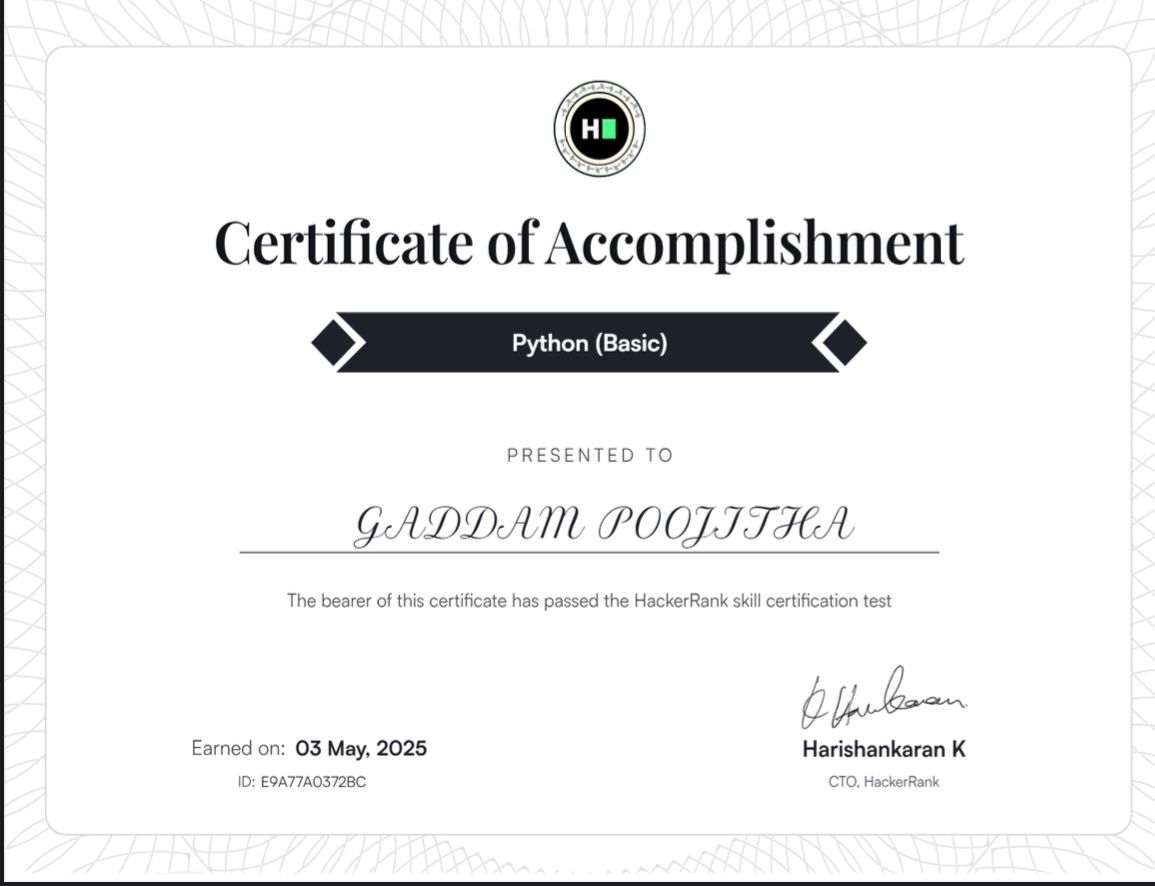 H
Certificate of Accomplishment
Python (Basic)
PRESENTED TO
GADDAM POOJITHA
The bearer of this certificate has passed the HackerRank skill certification test
Earned on: 03 May, 2025
ID: E9A77A0372BC
Harishankaran K
CTO, HackerRank